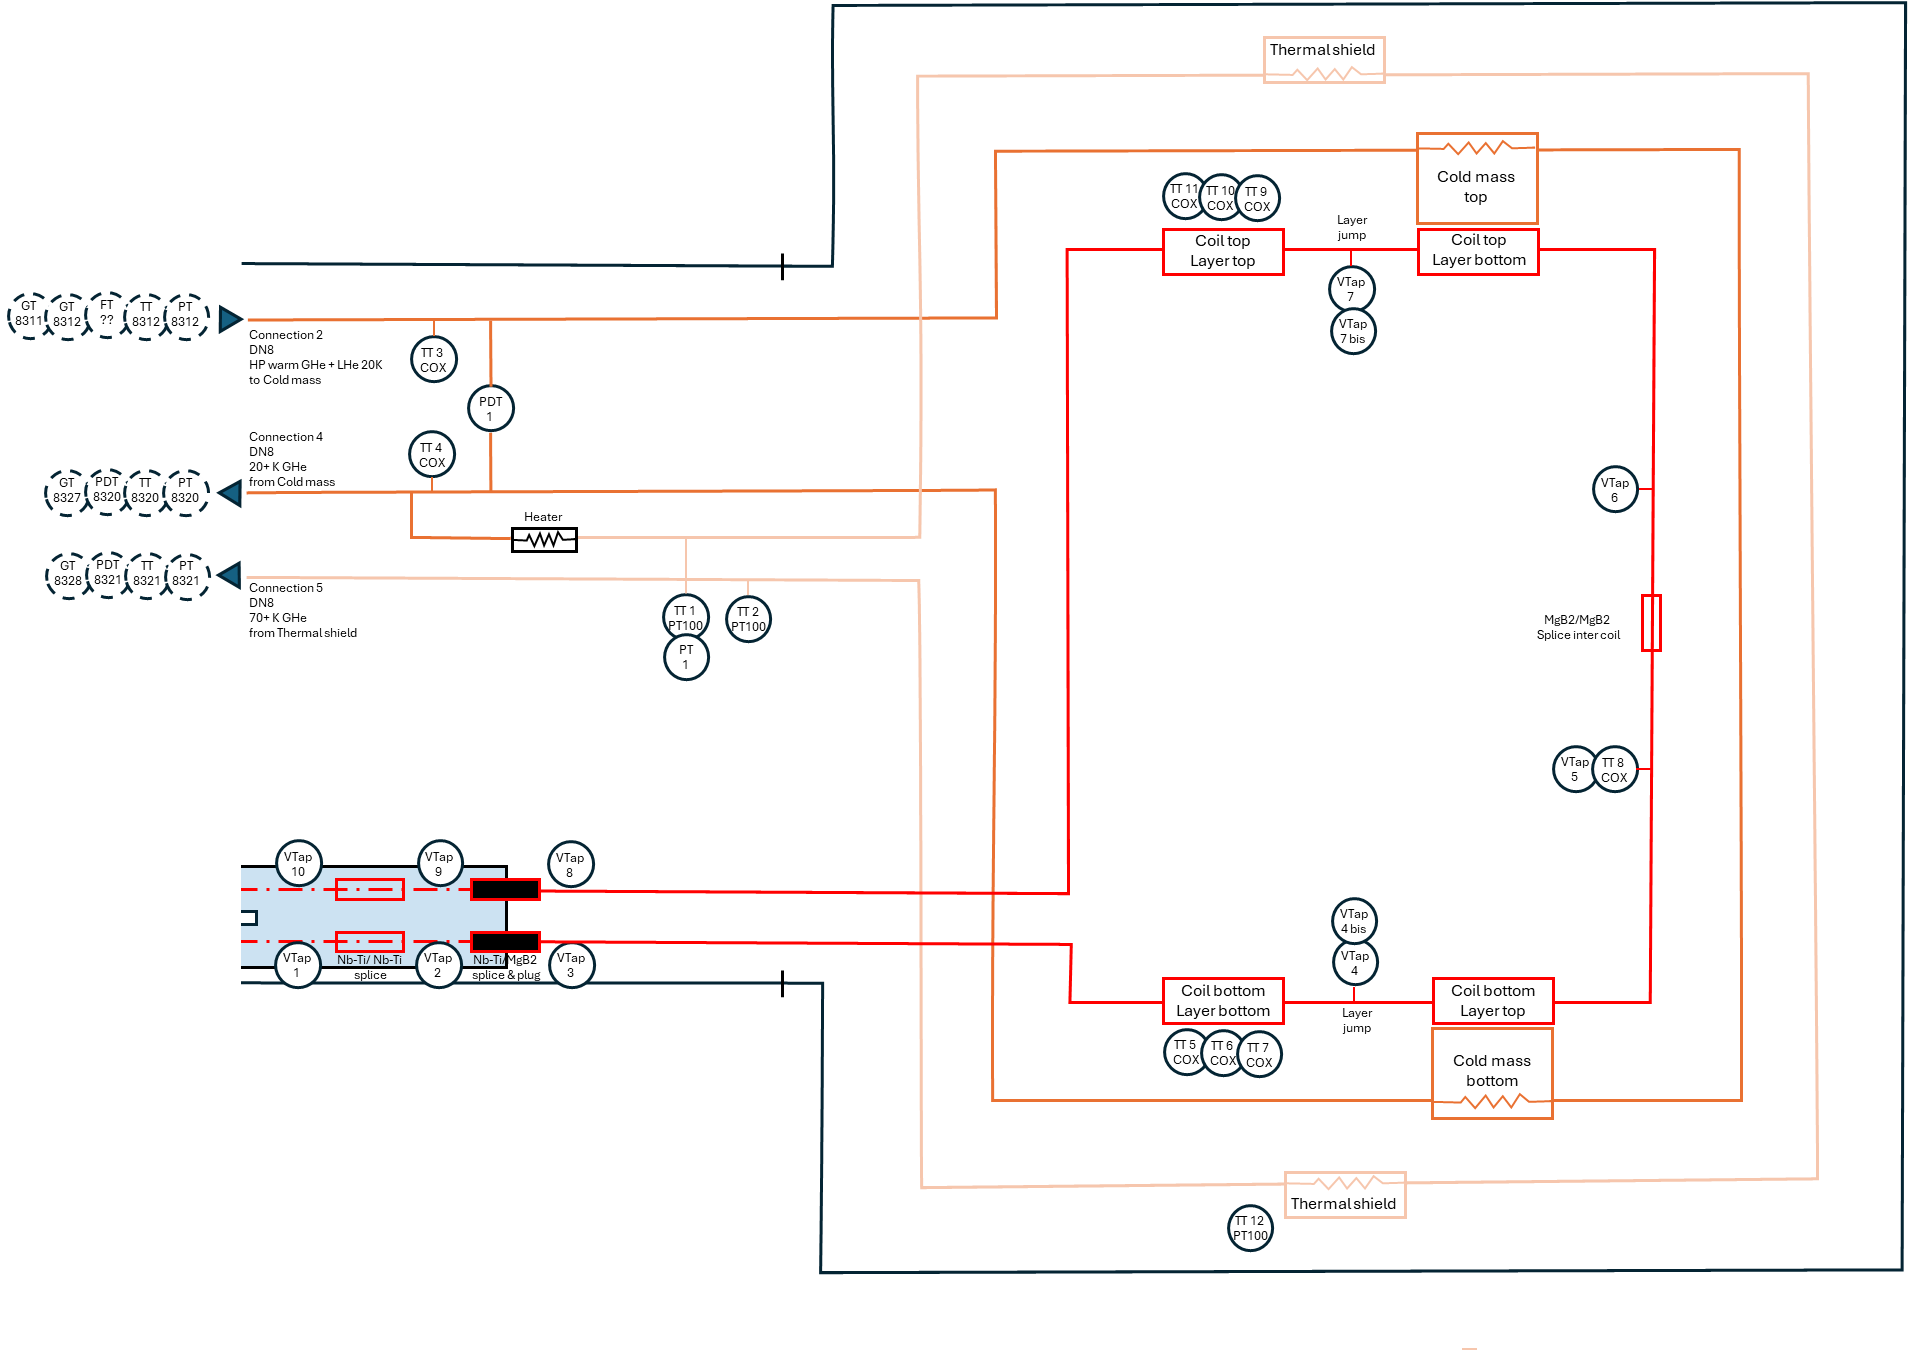 Thermal shield
Cold mass
top
TT 11
COX
TT 10
COX
TT 9
COX
Layer
jump
Coil top
Layer top
Coil top
Layer bottom
VTap
7
VTap
7 bis
GT
8311
GT
8312
FT
??
TT
8312
PT
8312
Connection 2
DN8
HP warm GHe + LHe 20K
to Cold mass
TT 3
COX
PDT
1
Connection 4
DN8
20+ K GHe
from Cold mass
TT 4
COX
GT
8327
PDT
8320
TT
8320
PT
8320
VTap
6
Heater
GT
8328
PDT
8321
TT
8321
PT
8321
Connection 5
DN8
70+ K GHe
from Thermal shield
TT 1
PT100
PT
1
TT 2
PT100
MgB2/MgB2
Splice inter coil
VTap
5
TT 8
COX
VTap
10
VTap
9
VTap
8
VTap
1
Nb-Ti/ Nb-Ti
splice
VTap
2
Nb-Ti/MgB2
splice & plug
VTap
3
VTap
4 bis
VTap
4
Coil bottom
Layer bottom
Layer
jump
Coil bottom
Layer top
TT 5
COX
TT 6
COX
TT 7
COX
Cold mass
bottom
Thermal shield
TT 12
PT100